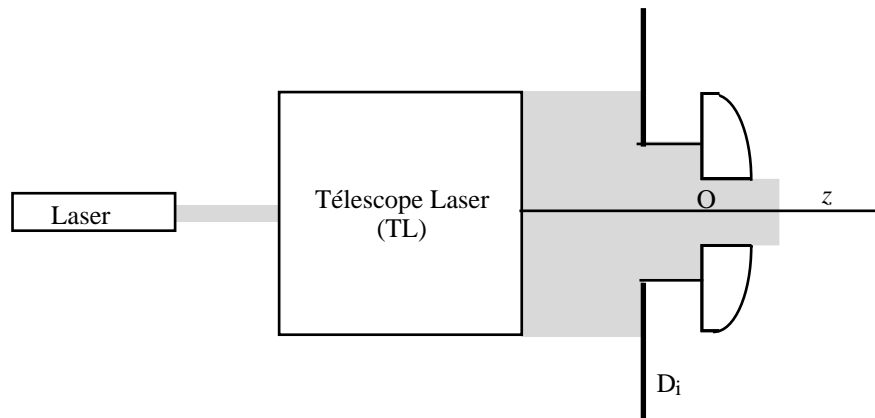 Laser
Télescope Laser
(TL)
O
z
Di